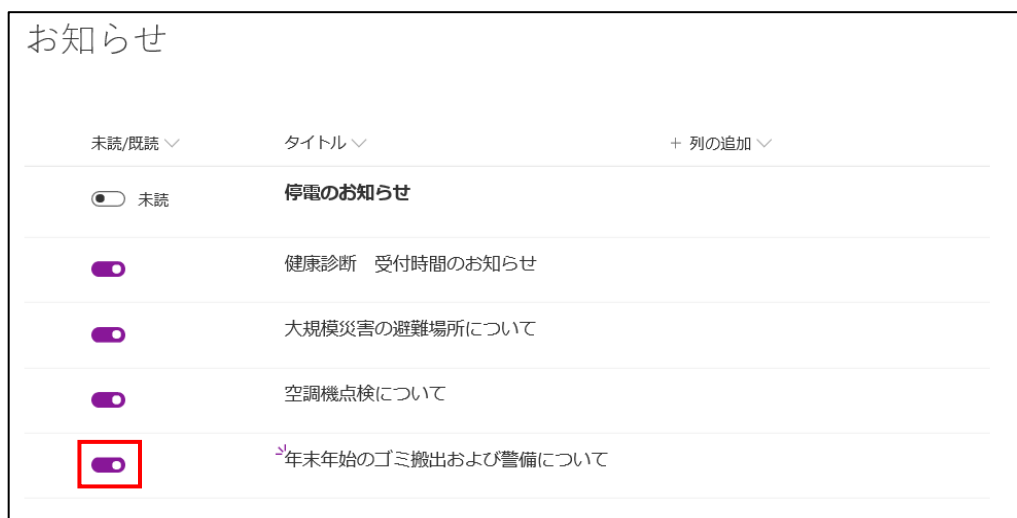 お知らせ
未読/既読 タイトル + 列の追加
未読 停電のお知らせ
健康診断　受付時間のお知らせ
大規模災害の避難場所について
空調機点検について
年末年始のゴミ搬出および警備について